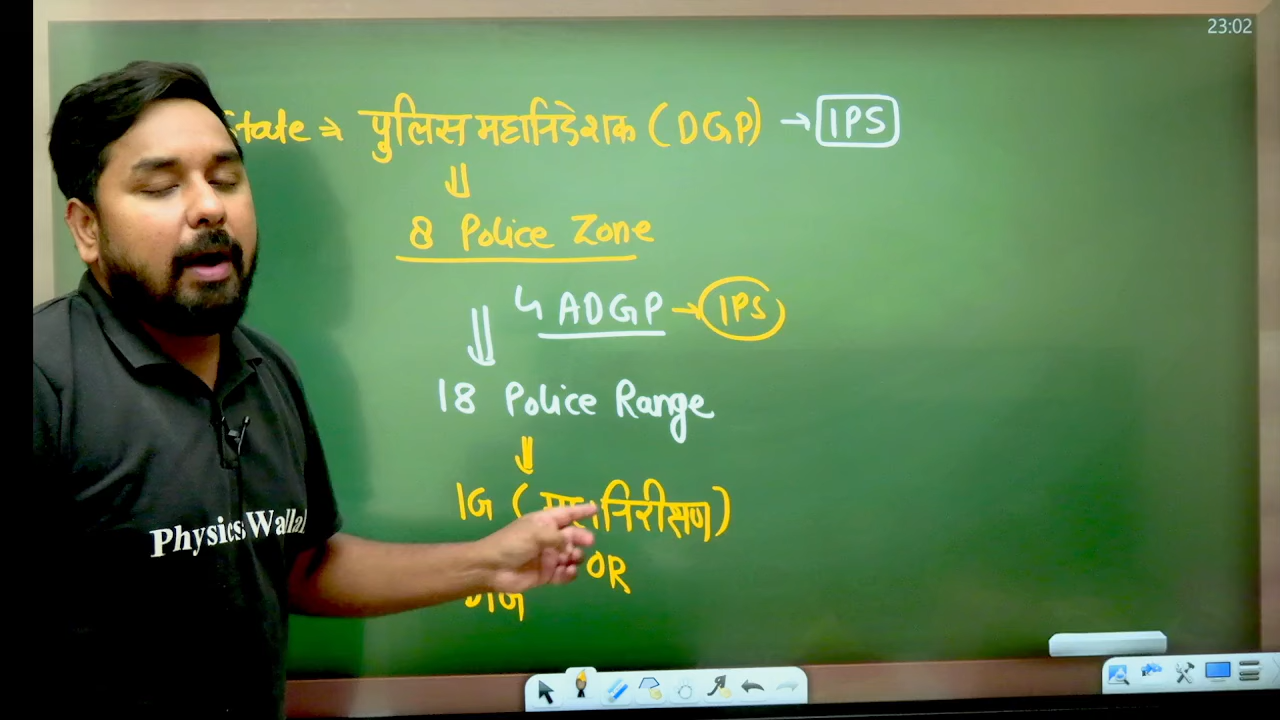 23:02
State ⇒ पुलिस महानिदेशक (DGP) → IPS
⇓
8 Police Zone
⇓ ↳ ADGP → IPS
18 Police Range
⇓
IG (महानिरीक्षण)
OR
Physics Wallah